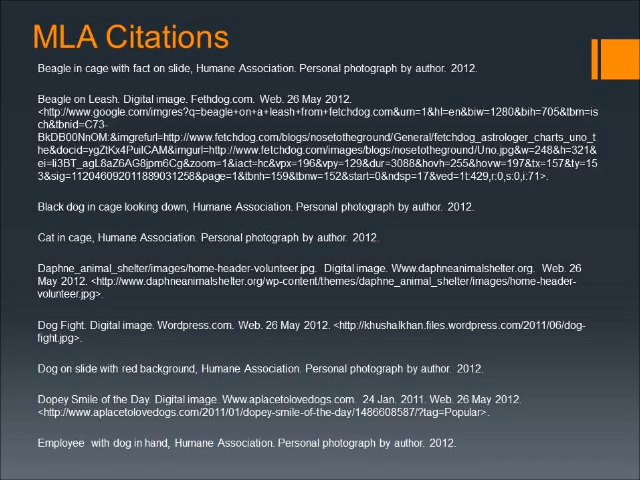 MLA Citations
Beagle in cage with fact on slide, Humane Association. Personal photograph by author. 2012.
Beagle on Leash. Digital image. Fethdog.com. Web. 26 May 2012.
<http://www.google.com/imgres?q=beagle+on+a+leash+from+fetchdog.com&um=1&hl=en&biw=1280&bih=705&tbm=is
ch&tbnid=C73-
BkDB00NnOM:&imgrefurl=http://www.fetchdog.com/blogs/nosetotheground/General/fetchdog_astrologer_charts_uno_t
he&docid=ygZtKx4PuiICAM&imgurl=http://www.fetchdog.com/images/blogs/nosetotheground/Uno.jpg&w=248&h=321&
ei=Ii3BT_agL8aZ6AG8jpm6Cg&zoom=1&iact=hc&vpx=196&vpy=129&dur=3088&hovh=255&hovw=197&tx=157&ty=15
3&sig=112046092011889031258&page=1&tbnh=159&tbnw=152&start=0&ndsp=17&ved=1t:429,r:0,s:0,i:71>.
Black dog in cage looking down, Humane Association. Personal photograph by author. 2012.
Cat in cage, Humane Association. Personal photograph by author. 2012.
Daphne_animal_shelter/images/home-header-volunteer.jpg. Digital image. Www.daphneanimalshelter.org. Web. 26
May 2012. <http://www.daphneanimalshelter.org/wp-content/themes/daphne_animal_shelter/images/home-header-
volunteer.jpg>.
Dog Fight. Digital image. Wordpress.com. Web. 26 May 2012. <http://khushalkhan.files.wordpress.com/2011/06/dog-
fight.jpg>.
Dog on slide with red background, Humane Association. Personal photograph by author. 2012.
Dopey Smile of the Day. Digital image. Www.aplacetolovedogs.com. 24 Jan. 2011. Web. 26 May 2012.
<http://www.aplacetolovedogs.com/2011/01/dopey-smile-of-the-day/1486608587/?tag=Popular>.
Employee with dog in hand, Humane Association. Personal photograph by author. 2012.